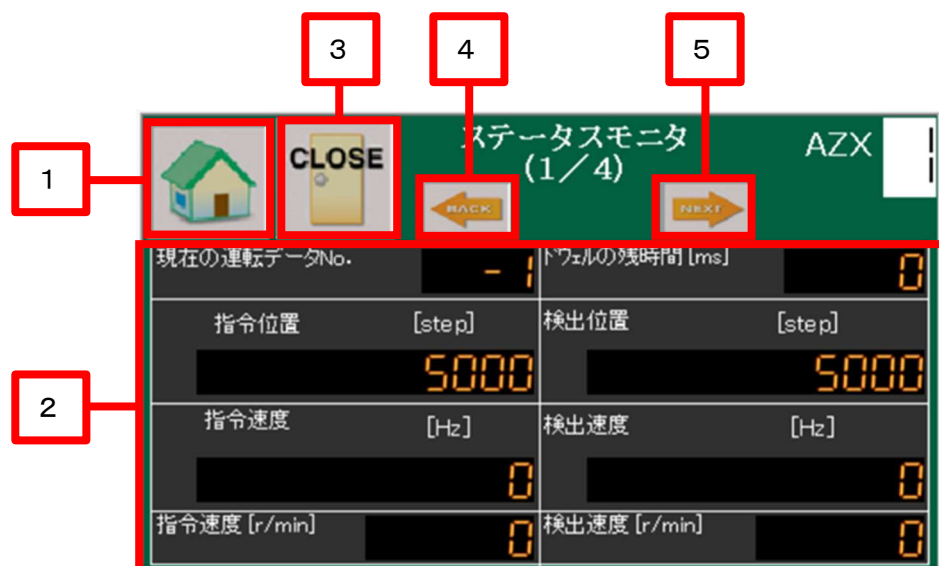 3 4 5
1
CLOSE
ステータスモニタ
(1/4)
AZX 1
BACK NEXT
現在の運転データNo. -1 ドウェルの残時間[ms] 0
指令位置 [step] 検出位置 [step]
5000 5000
2
指令速度 [Hz] 検出速度 [Hz]
0 0
指令速度[r/min] 0 検出速度[r/min] 0